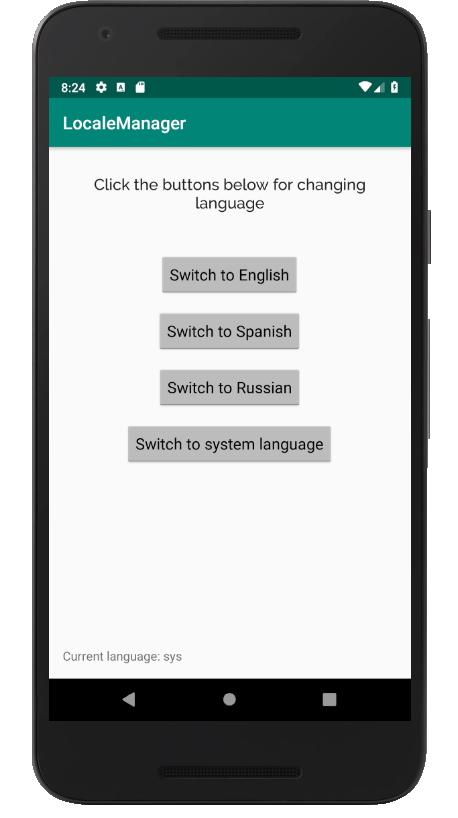 8:24
LocaleManager
Click the buttons below for changing
language
Switch to English
Switch to Spanish
Switch to Russian
Switch to system language
Current language: sys